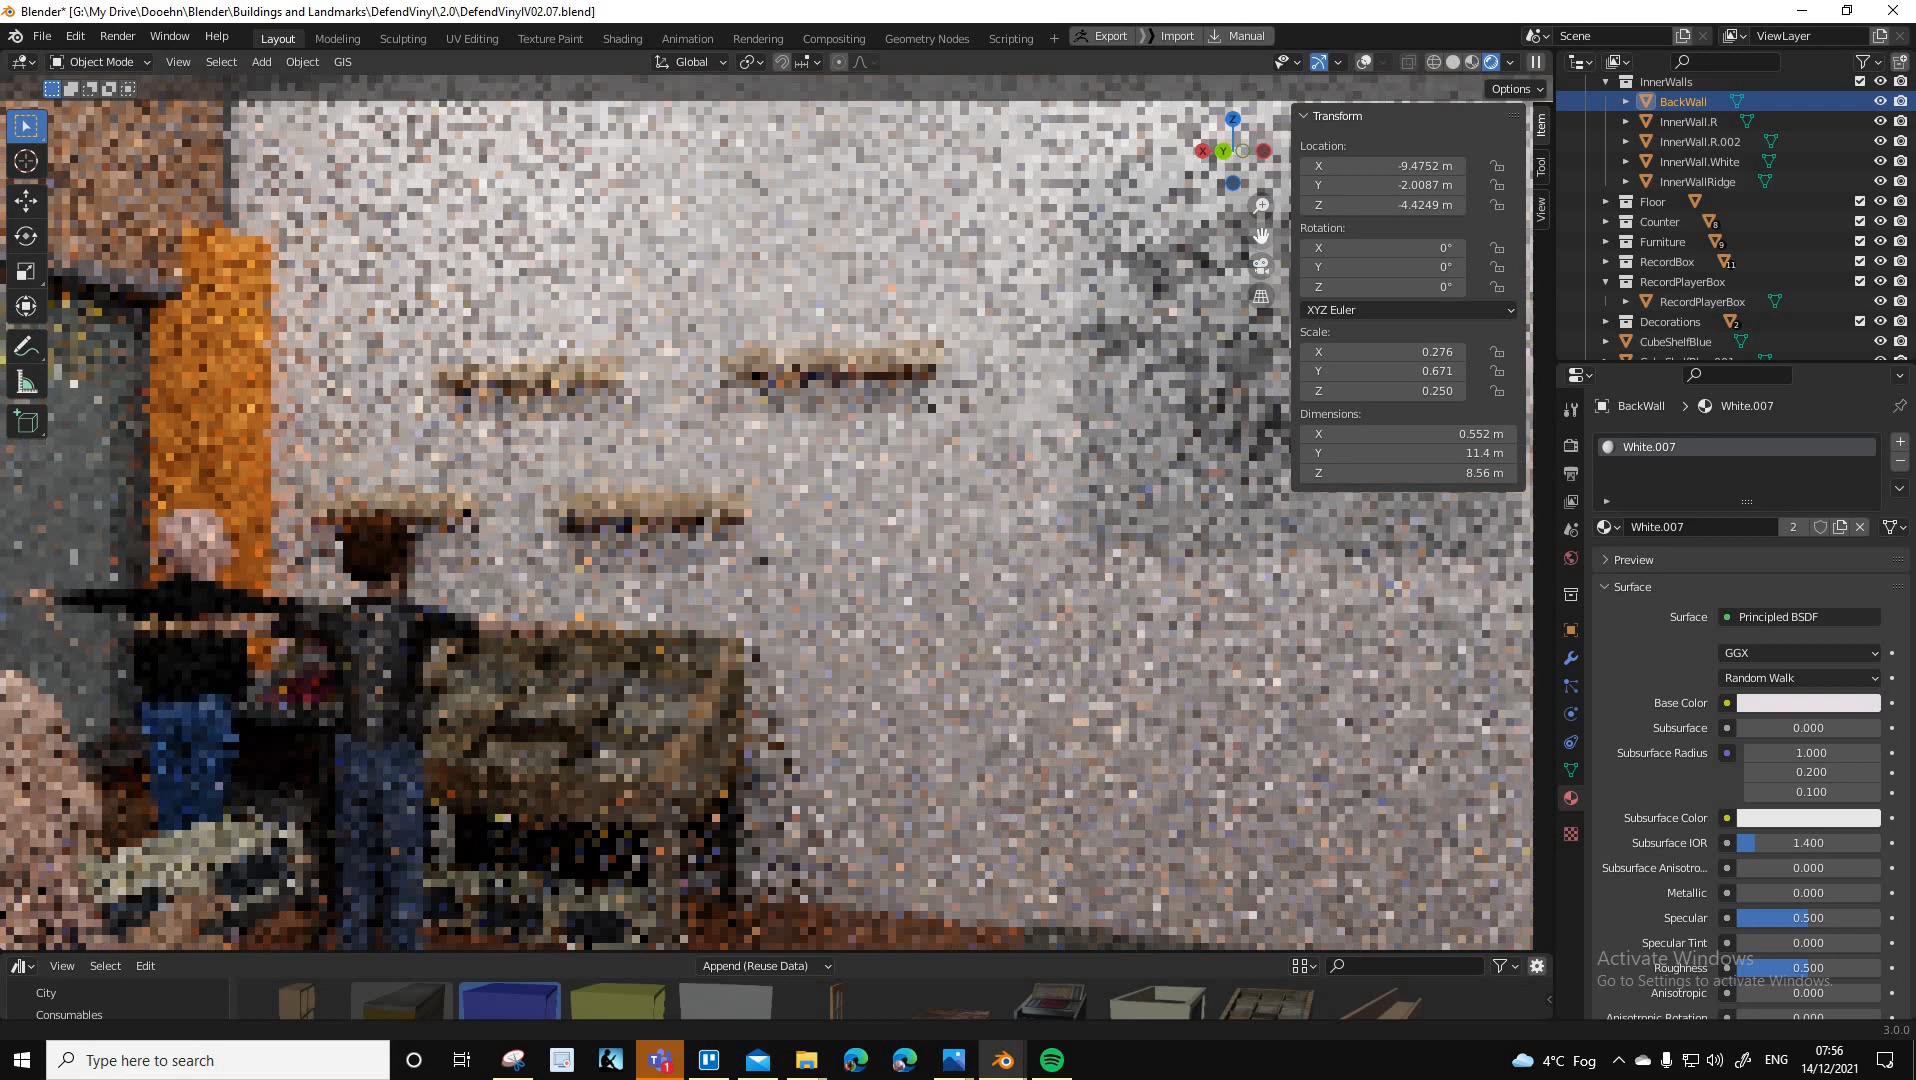 Blender* [G:\My Drive\Dooehn\Blender\Buildings and Landmarks\DefendVinyl\2.0\DefendVinylV02.07.blend]
File Edit Render Window Help Layout Modeling Sculpting UV Editing Texture Paint Shading Animation Rendering Compositing Geometry Nodes Scripting + Export Import Manual Scene ViewLayer
Object Mode View Select Add Object GIS Global
Options
Transform
Location:
X -9.4752 m
Y -2.0087 m
Z -4.4249 m
Rotation:
X 0°
Y 0°
Z 0°
XYZ Euler
Scale:
X 0.276
Y 0.671
Z 0.250
Dimensions:
X 0.552 m
Y 11.4 m
Z 8.56 m
Item
Tool
View
Z
X Y
InnerWalls
BackWall
InnerWall.R
InnerWall.R.002
InnerWall.White
InnerWallRidge
Floor
Counter 8
Furniture 9
RecordBox 11
RecordPlayerBox
RecordPlayerBox
Decorations 2
CubeShelfBlue
BackWall > White.007
White.007
White.007 2
Preview
Surface
Surface Principled BSDF
GGX
Random Walk
Base Color
Subsurface 0.000
Subsurface Radius 1.000
0.200
0.100
Subsurface Color
Subsurface IOR 1.400
Subsurface Anisotro... 0.000
Metallic 0.000
Specular 0.500
Specular Tint 0.000
Roughness 0.500
Anisotropic 0.000
Anisotropic Rotation 0.000
Activate Windows
Go to Settings to activate Windows.
3.0.0
View Select Edit Append (Reuse Data)
City
Consumables
Type here to search
1
4°C Fog ENG 07:56
14/12/2021